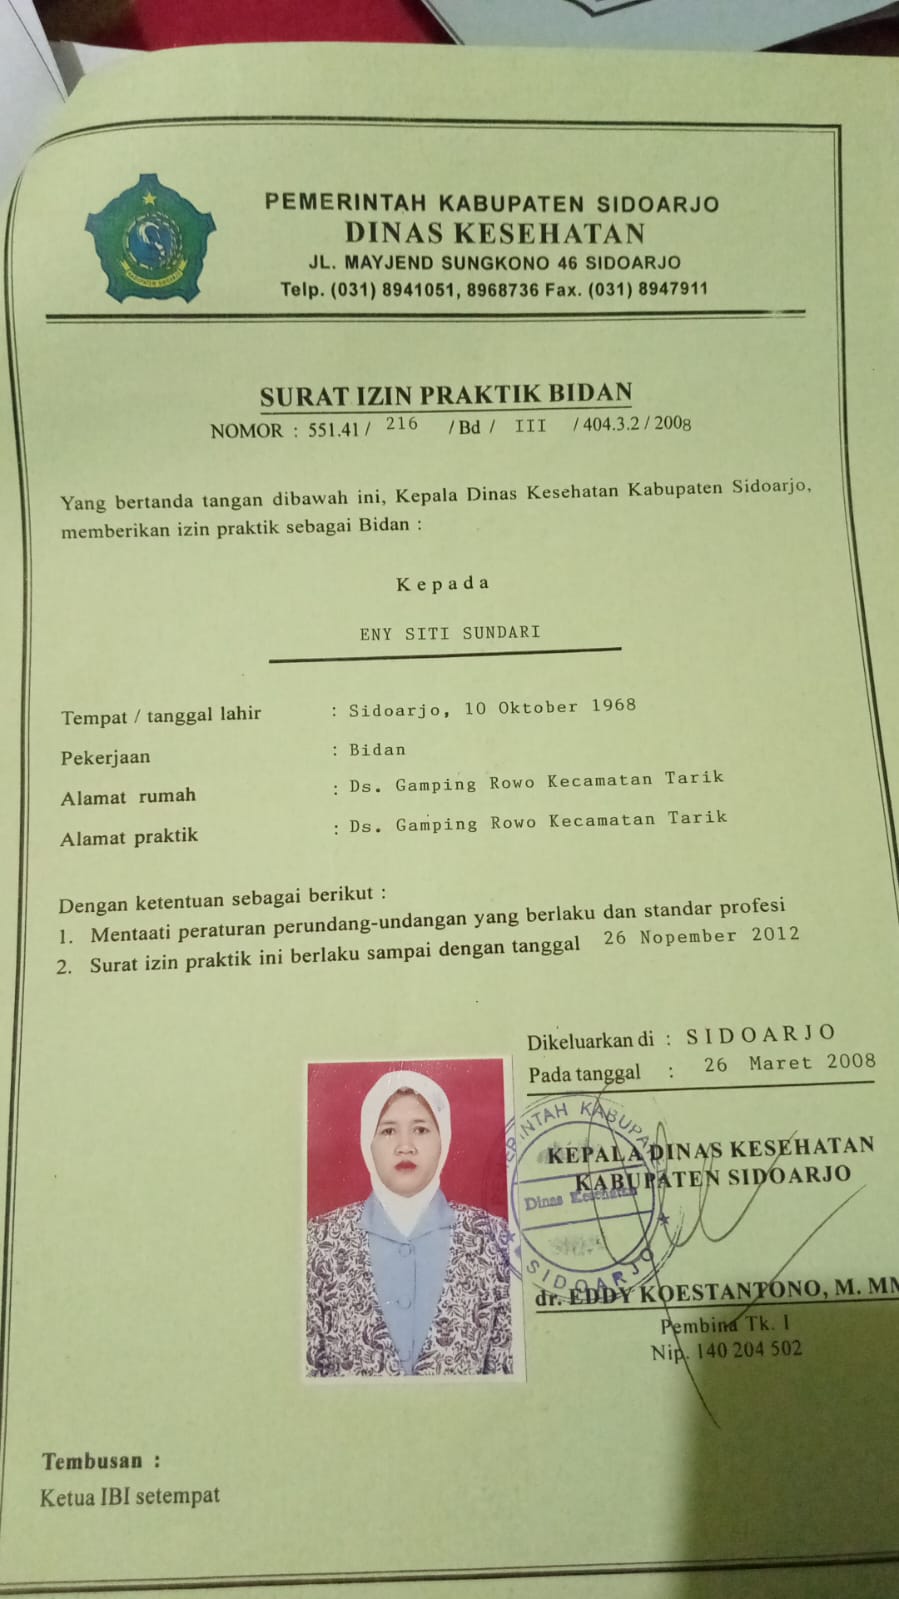 PEMERINTAH KABUPATEN SIDOARJO
DINAS KESEHATAN
JL. MAYJEND SUNGKONO 46 SIDOARJO
Telp. (031) 8941051, 8968736 Fax. (031) 8947911
SURAT IZIN PRAKTIK BIDAN
NOMOR : 551.41 / 216 / Bd / III / 404.3.2 / 2008
Yang bertanda tangan dibawah ini, Kepala Dinas Kesehatan Kabupaten Sidoarjo,
memberikan izin praktik sebagai Bidan :
Kepada
ENY SITI SUNDARI
Tempat / tanggal lahir : Sidoarjo, 10 Oktober 1968
Pekerjaan : Bidan
Alamat rumah : Ds. Gamping Rowo Kecamatan Tarik
Alamat praktik : Ds. Gamping Rowo Kecamatan Tarik
Dengan ketentuan sebagai berikut :
1. Mentaati peraturan perundang-undangan yang berlaku dan standar profesi
2. Surat izin praktik ini berlaku sampai dengan tanggal 26 Nopember 2012
Dikeluarkan di : SIDOARJO
Pada tanggal : 26 Maret 2008
KEPALA DINAS KESEHATAN
KABUPATEN SIDOARJO
Dinas Kesehatan
SIDOARJO
dr. EDDY KOESTANTONO, M. MM
Pembina Tk. I
Nip. 140 204 502
Tembusan :
Ketua IBI setempat